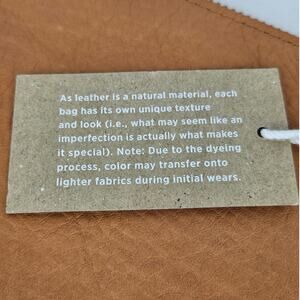 As leather is a natural material, each
bag has its own unique texture
and look (i.e., what may seem like an
imperfection is actually what makes
it special). Note: Due to the dyeing
process, color may transfer onto
lighter fabrics during initial wears.